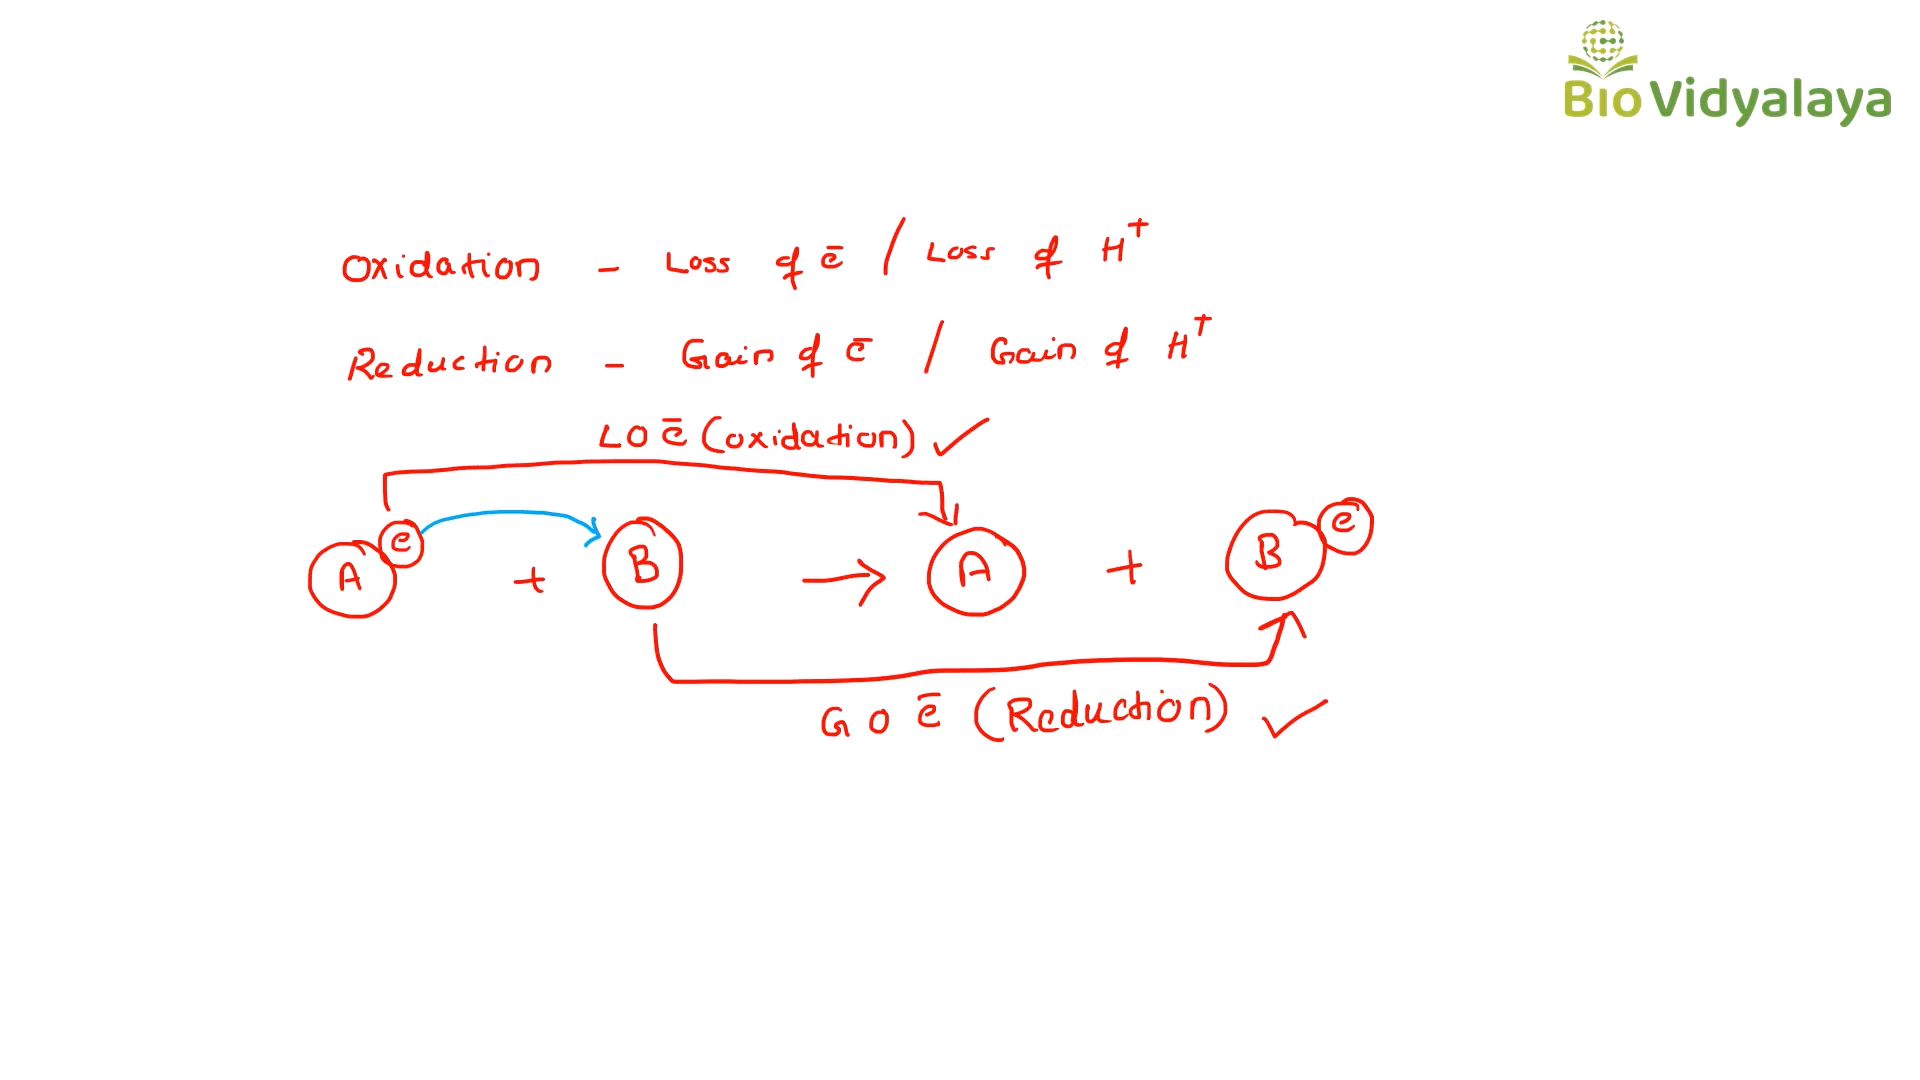 Bio Vidyalaya
Oxidation - Loss of ē / Loss of H⁺
Reduction - Gain of ē / Gain of H⁺
LO ē (oxidation) ✓
A e + B → A + B e
G O ē (Reduction) ✓